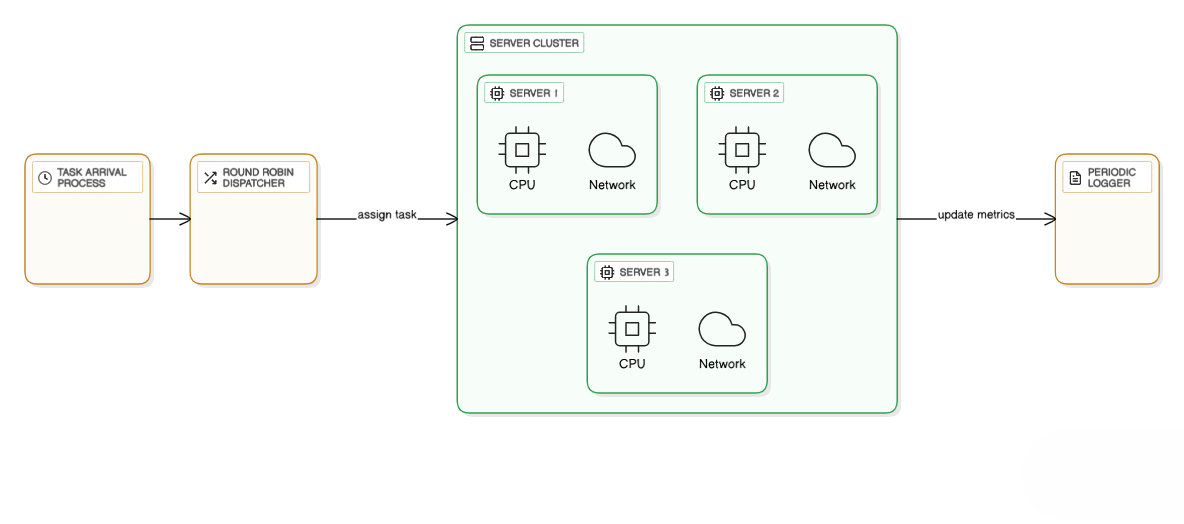 SERVER CLUSTER
SERVER 1
SERVER 2
CPU
Network
CPU
Network
TASK ARRIVAL
PROCESS
ROUND ROBIN
DISPATCHER
assign task
update metrics
PERIODIC
LOGGER
SERVER 3
CPU
Network